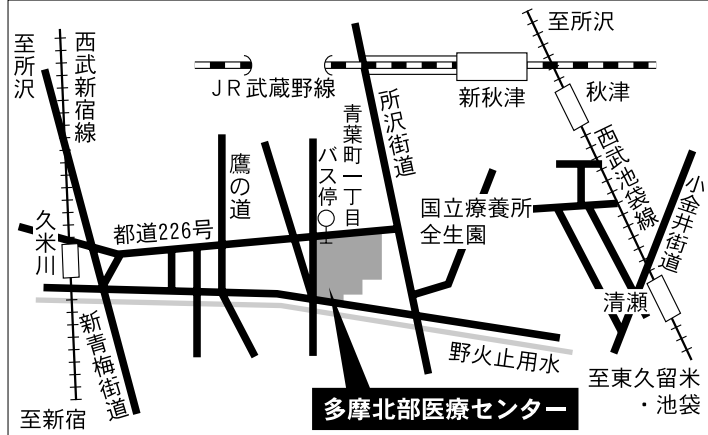 至所沢
西武新宿線
至所沢
JR武蔵野線
新秋津
秋津
青葉町一丁目
バス停
所沢街道
鷹の道
国立療養所
全生園
西武池袋線
小金井街道
都道226号
久米川
清瀬
新青梅街道
野火止用水
至東久留米
・池袋
多摩北部医療センター
至新宿